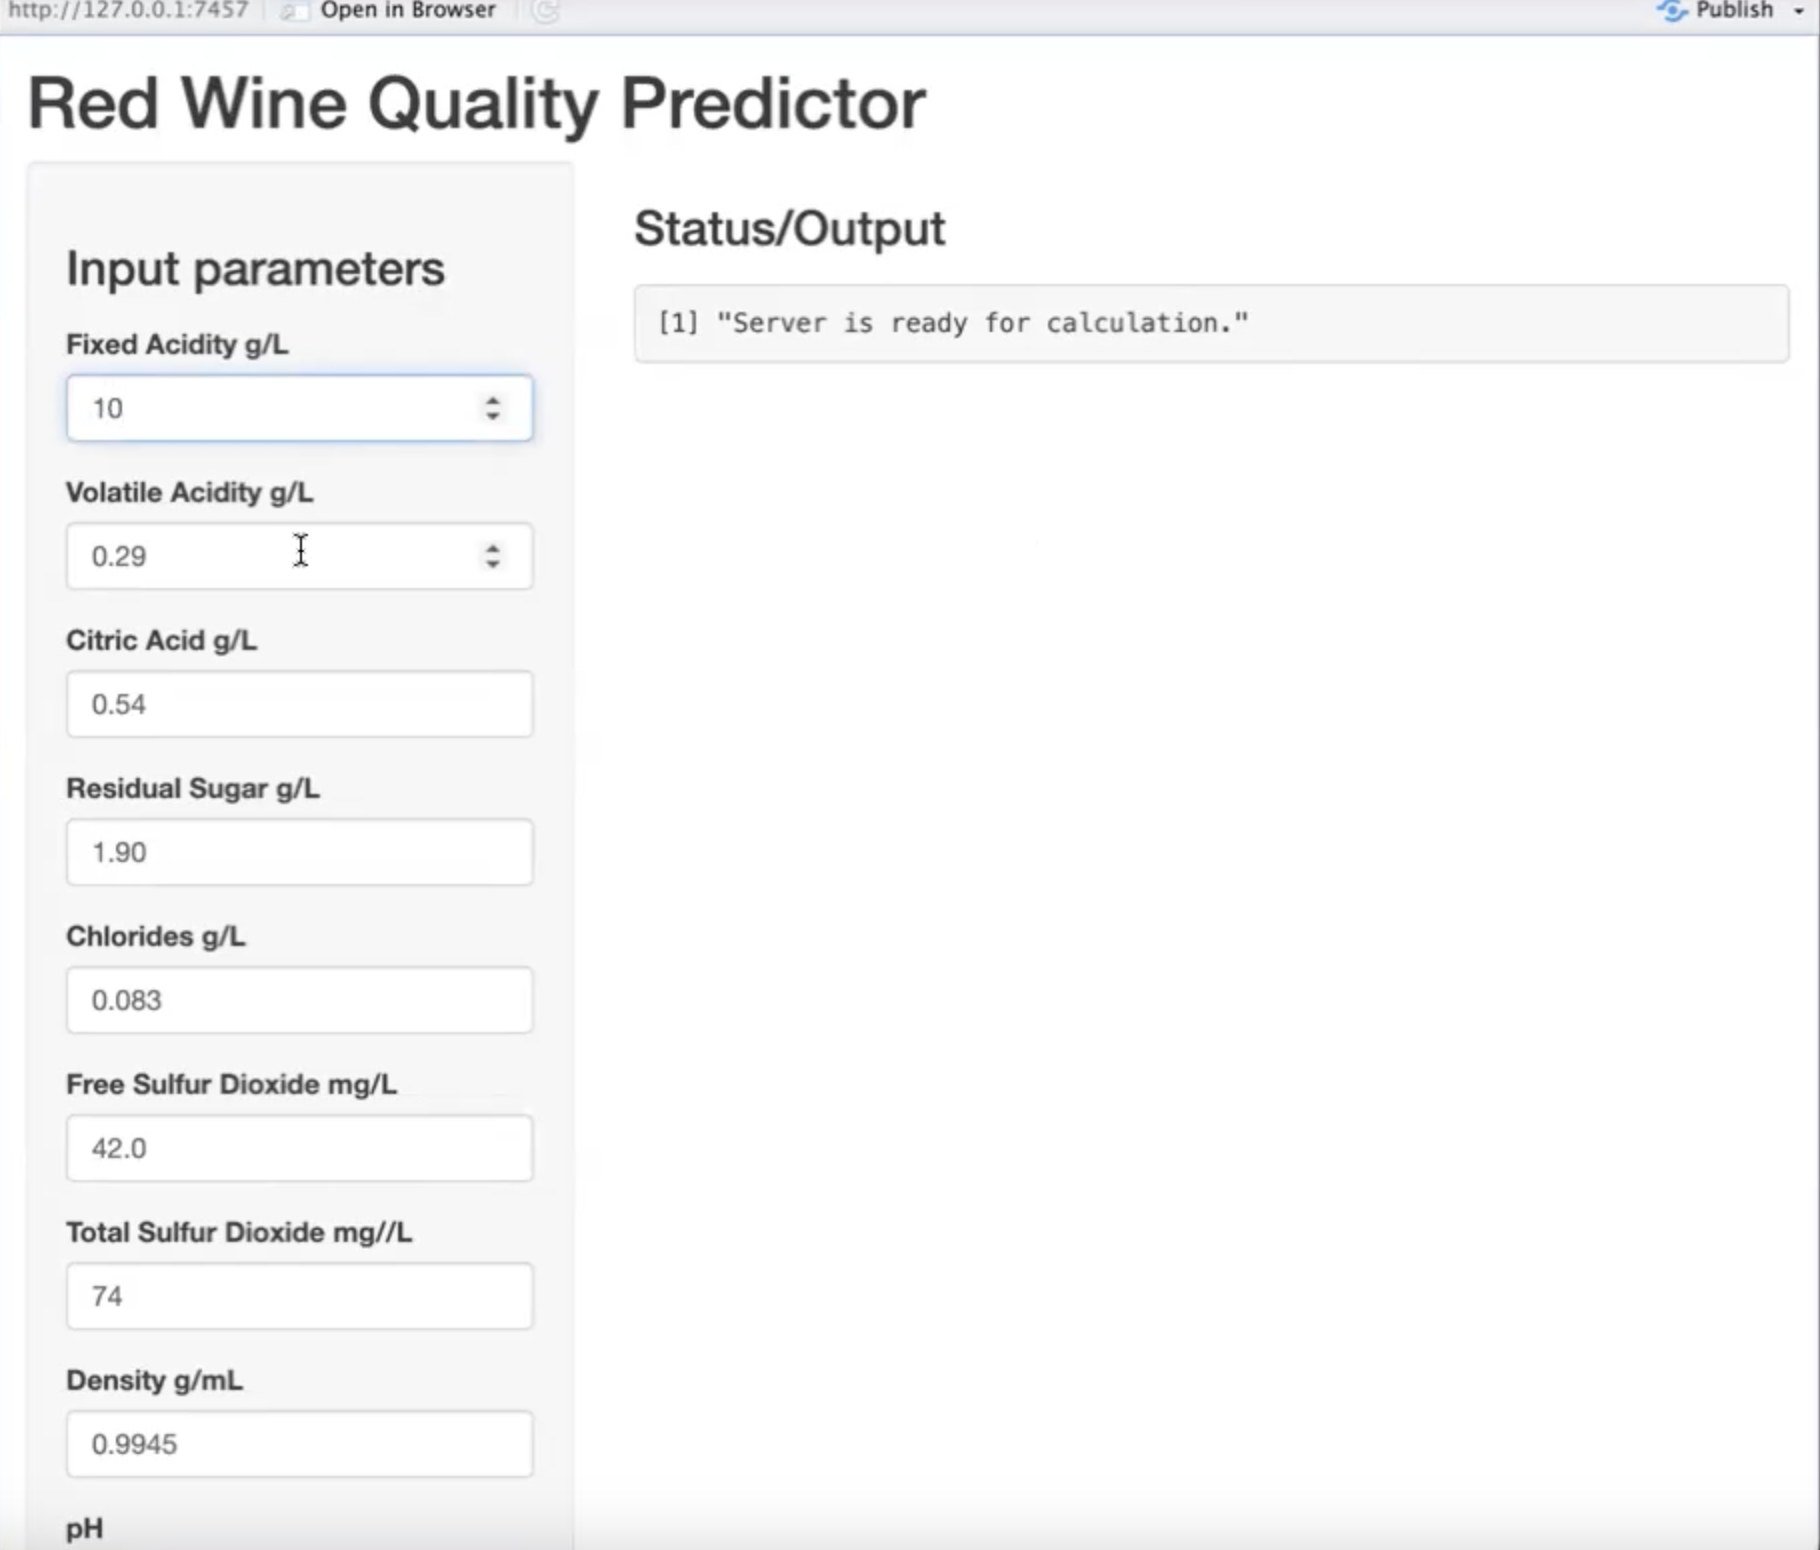 http://127.0.0.1:7457 Open in Browser Publish
Red Wine Quality Predictor
Input parameters
Fixed Acidity g/L
10
Volatile Acidity g/L
0.29
Citric Acid g/L
0.54
Residual Sugar g/L
1.90
Chlorides g/L
0.083
Free Sulfur Dioxide mg/L
42.0
Total Sulfur Dioxide mg//L
74
Density g/mL
0.9945
pH
Status/Output
[1] "Server is ready for calculation."